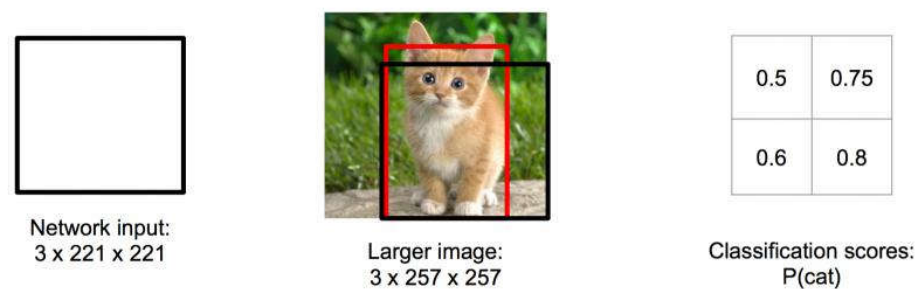 Network input:
3 x 221 x 221
Larger image:
3 x 257 x 257
0.5 0.75
0.6 0.8
Classification scores:
P(cat)